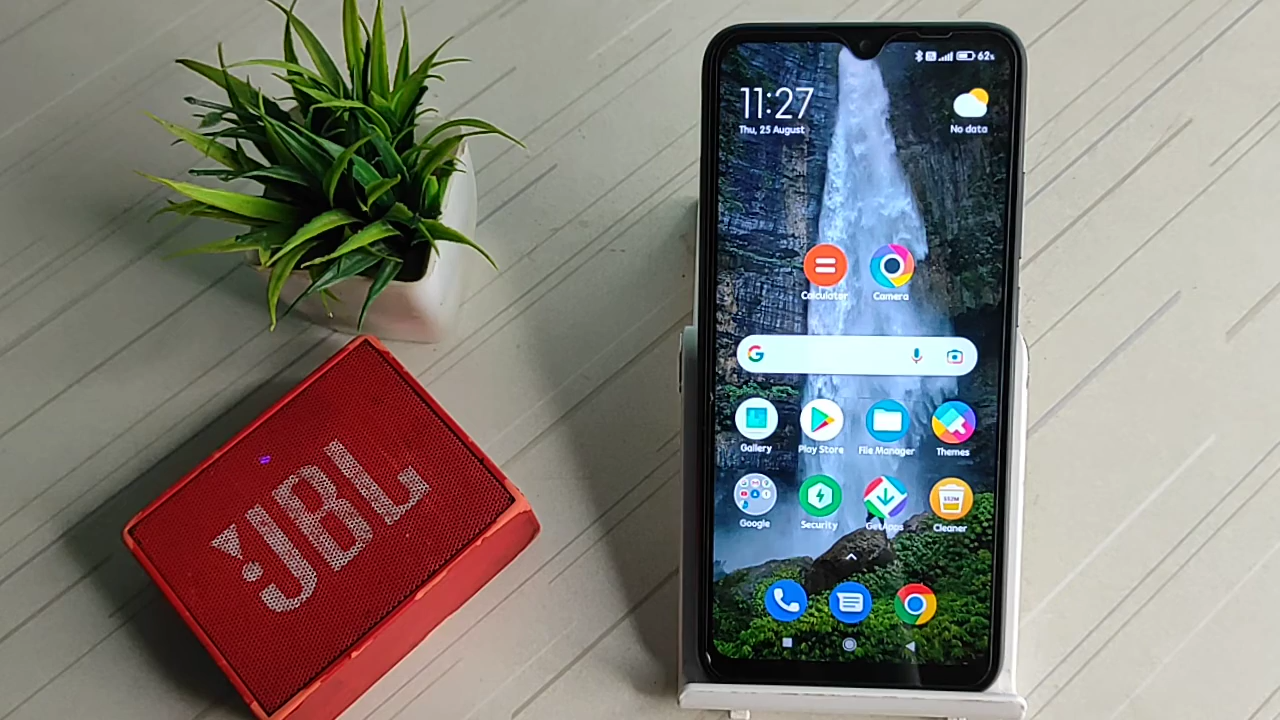 62%
11:27
Thu, 25 August
No data
Calculator
Camera
Gallery
Play Store
File Manager
Themes
Google
Security
GetApps
Cleaner
JBL